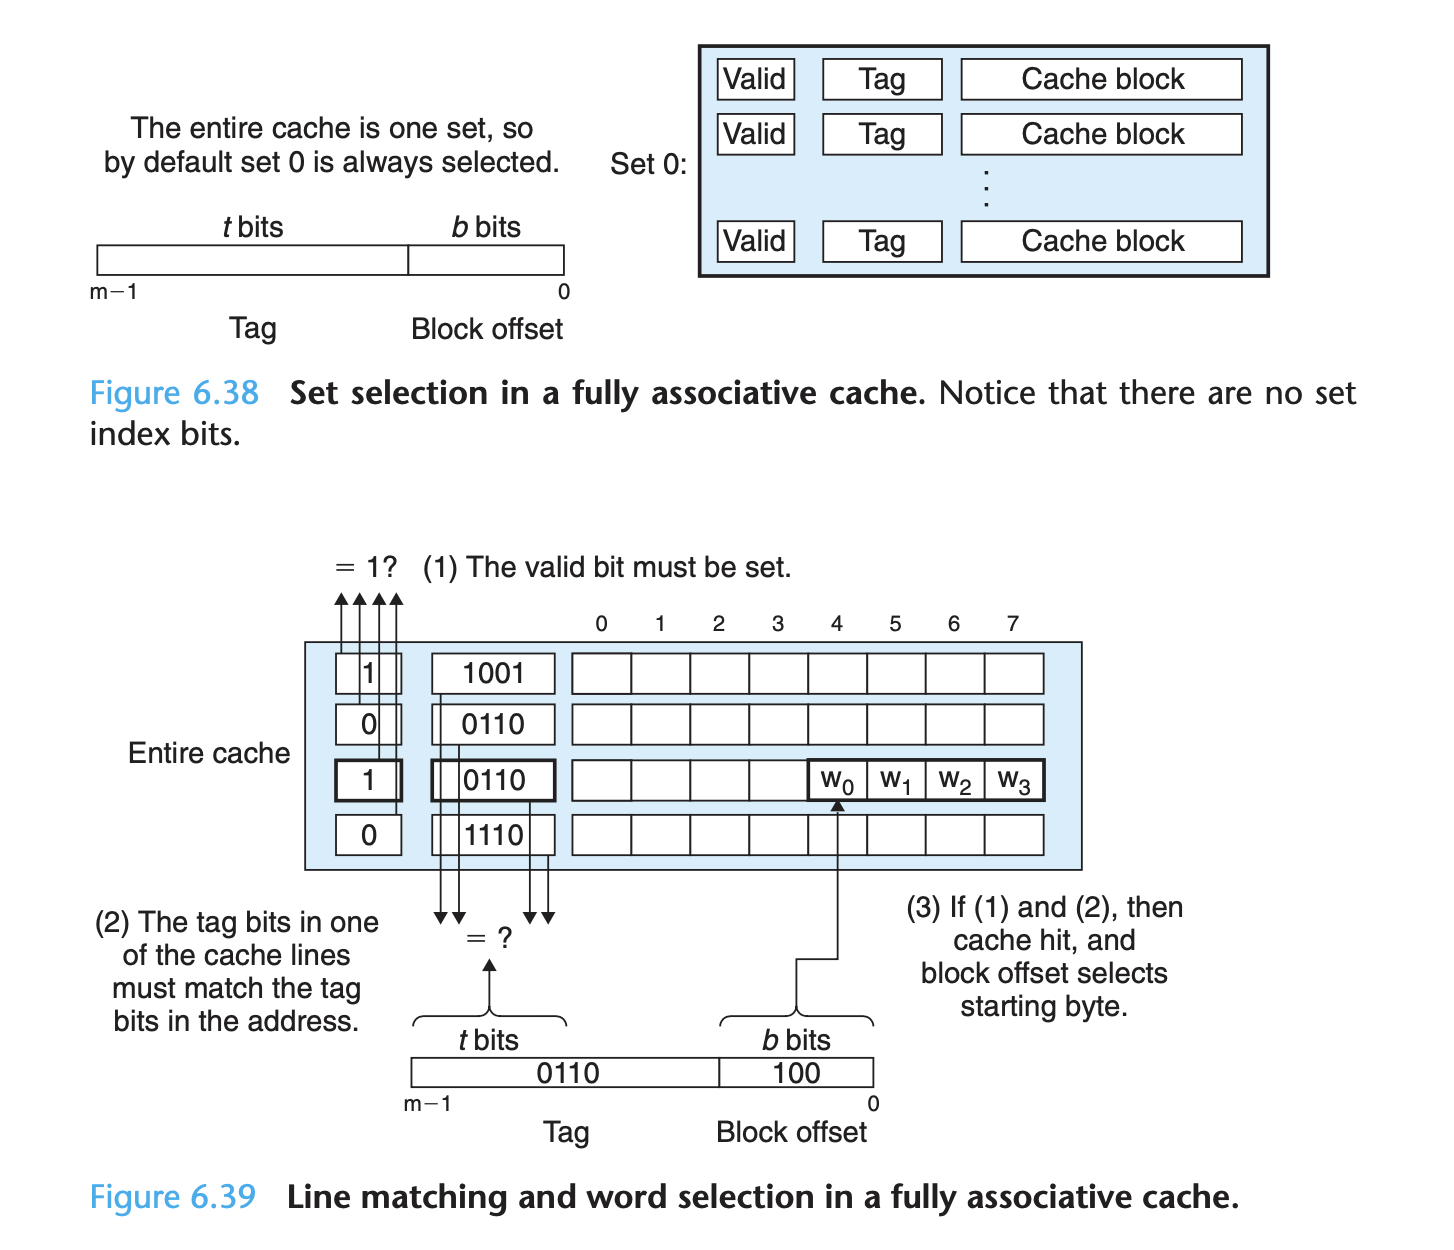 The entire cache is one set, so
by default set 0 is always selected.
t bits b bits
m−1 0
Tag Block offset
Set 0:
Valid Tag Cache block
Valid Tag Cache block
⋮
Valid Tag Cache block
Figure 6.38 Set selection in a fully associative cache. Notice that there are no set
index bits.
= 1? (1) The valid bit must be set.
0 1 2 3 4 5 6 7
1 1001
0 0110
Entire cache
1 0110 w0 w1 w2 w3
0 1110
(2) The tag bits in one
of the cache lines
must match the tag
bits in the address.
= ?
(3) If (1) and (2), then
cache hit, and
block offset selects
starting byte.
t bits b bits
0110 100
m−1 0
Tag Block offset
Figure 6.39 Line matching and word selection in a fully associative cache.